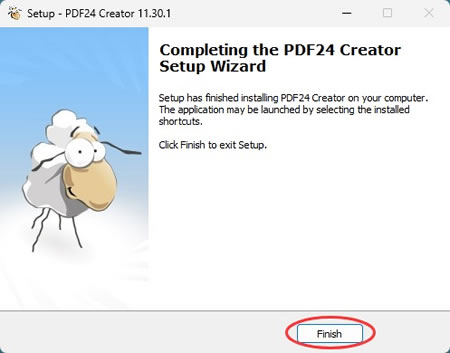 Setup - PDF24 Creator 11.30.1
Completing the PDF24 Creator
Setup Wizard
Setup has finished installing PDF24 Creator on your computer.
The application may be launched by selecting the installed
shortcuts.
Click Finish to exit Setup.
Finish